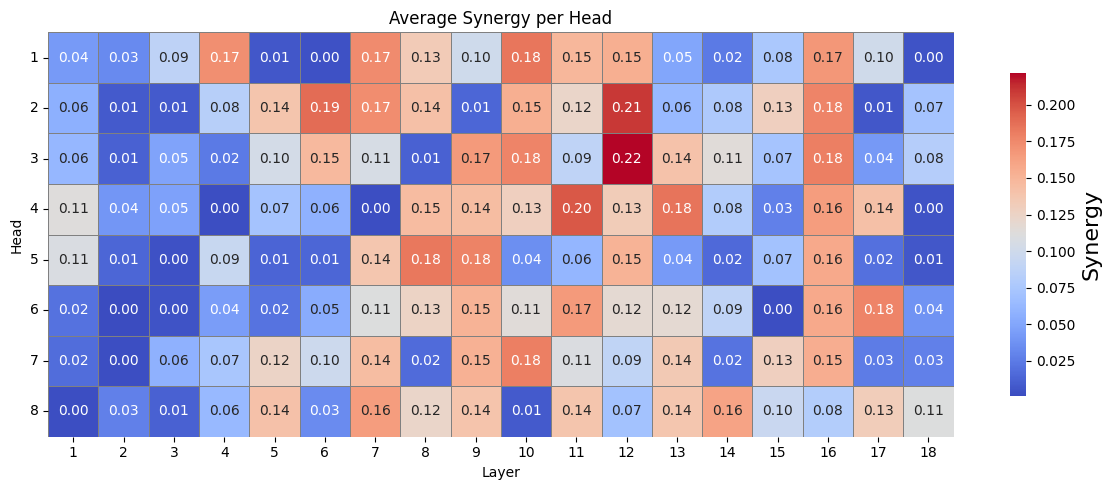 Average Synergy per Head
1 0.04 0.03 0.09 0.17 0.01 0.00 0.17 0.13 0.10 0.18 0.15 0.15 0.05 0.02 0.08 0.17 0.10 0.00
2 0.06 0.01 0.01 0.08 0.14 0.19 0.17 0.14 0.01 0.15 0.12 0.21 0.06 0.08 0.13 0.18 0.01 0.07
3 0.06 0.01 0.05 0.02 0.10 0.15 0.11 0.01 0.17 0.18 0.09 0.22 0.14 0.11 0.07 0.18 0.04 0.08
4 0.11 0.04 0.05 0.00 0.07 0.06 0.00 0.15 0.14 0.13 0.20 0.13 0.18 0.08 0.03 0.16 0.14 0.00
5 0.11 0.01 0.00 0.09 0.01 0.01 0.14 0.18 0.18 0.04 0.06 0.15 0.04 0.02 0.07 0.16 0.02 0.01
6 0.02 0.00 0.00 0.04 0.02 0.05 0.11 0.13 0.15 0.11 0.17 0.12 0.12 0.09 0.00 0.16 0.18 0.04
7 0.02 0.00 0.06 0.07 0.12 0.10 0.14 0.02 0.15 0.18 0.11 0.09 0.14 0.02 0.13 0.15 0.03 0.03
8 0.00 0.03 0.01 0.06 0.14 0.03 0.16 0.12 0.14 0.01 0.14 0.07 0.14 0.16 0.10 0.08 0.13 0.11
Head
1 2 3 4 5 6 7 8 9 10 11 12 13 14 15 16 17 18
Layer
0.200
0.175
0.150
0.125
0.100
0.075
0.050
0.025
Synergy